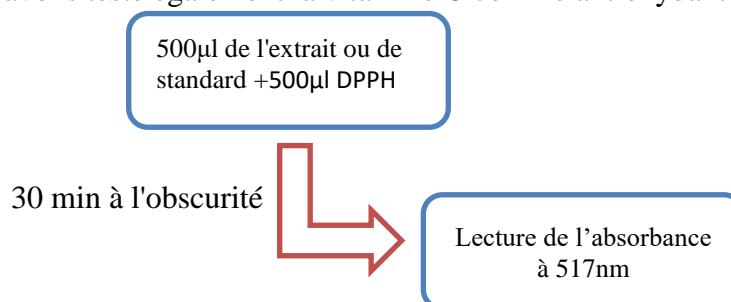 500μl de l'extrait ou de
standard +500μl DPPH
30 min à l'obscurité
Lecture de l’absorbance
à 517nm